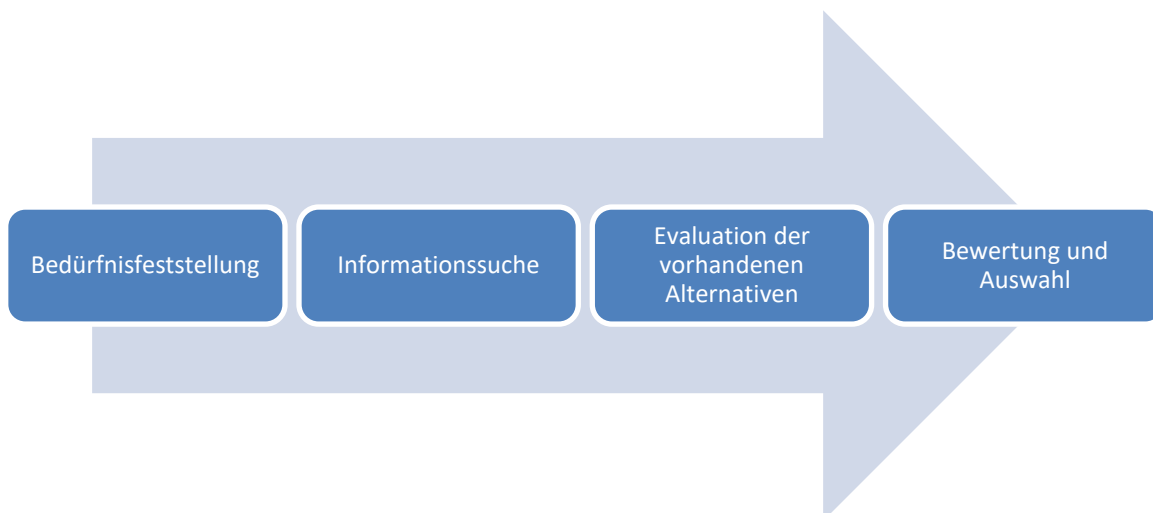 Bedürfnisfeststellung
Informationssuche
Evaluation der
vorhandenen
Alternativen
Bewertung und
Auswahl